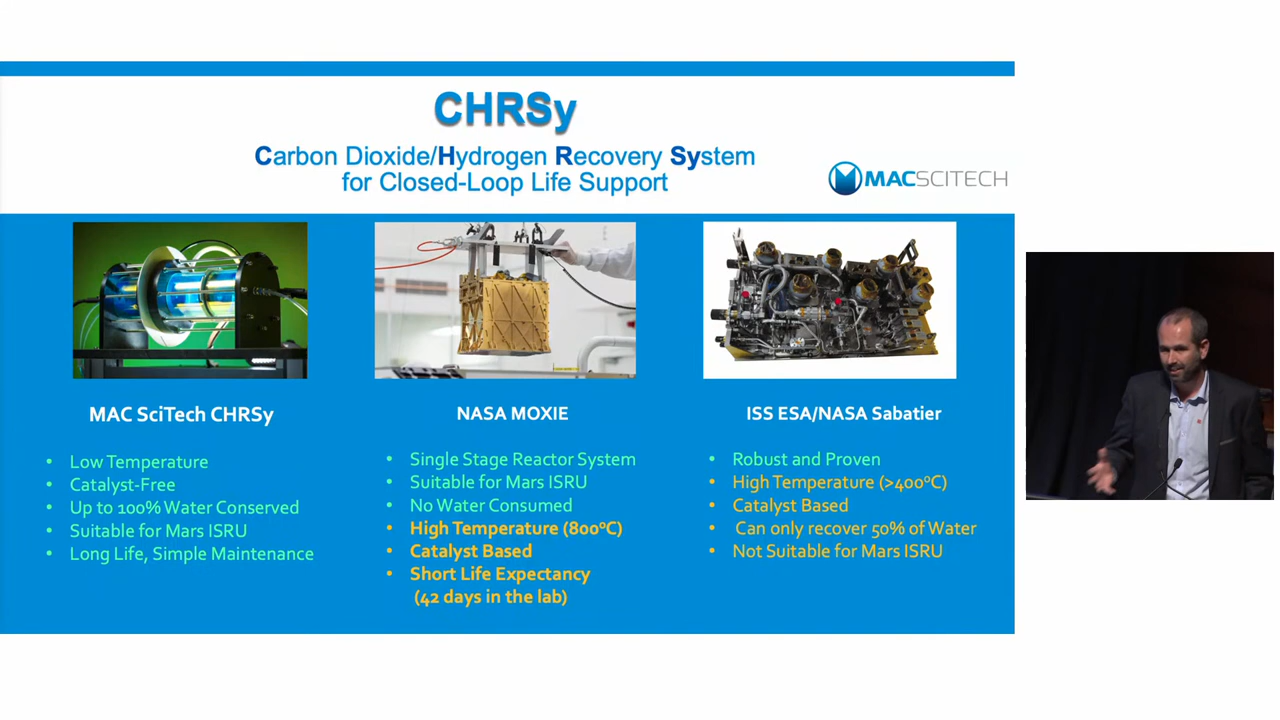 CHRSy
Carbon Dioxide/Hydrogen Recovery System
for Closed-Loop Life Support
MACSCITECH
MAC SciTech CHRSy
• Low Temperature
• Catalyst-Free
• Up to 100% Water Conserved
• Suitable for Mars ISRU
• Long Life, Simple Maintenance
NASA MOXIE
• Single Stage Reactor System
• Suitable for Mars ISRU
• No Water Consumed
• High Temperature (800°C)
• Catalyst Based
• Short Life Expectancy
(42 days in the lab)
ISS ESA/NASA Sabatier
• Robust and Proven
• High Temperature (>400°C)
• Catalyst Based
• Can only recover 50% of Water
• Not Suitable for Mars ISRU